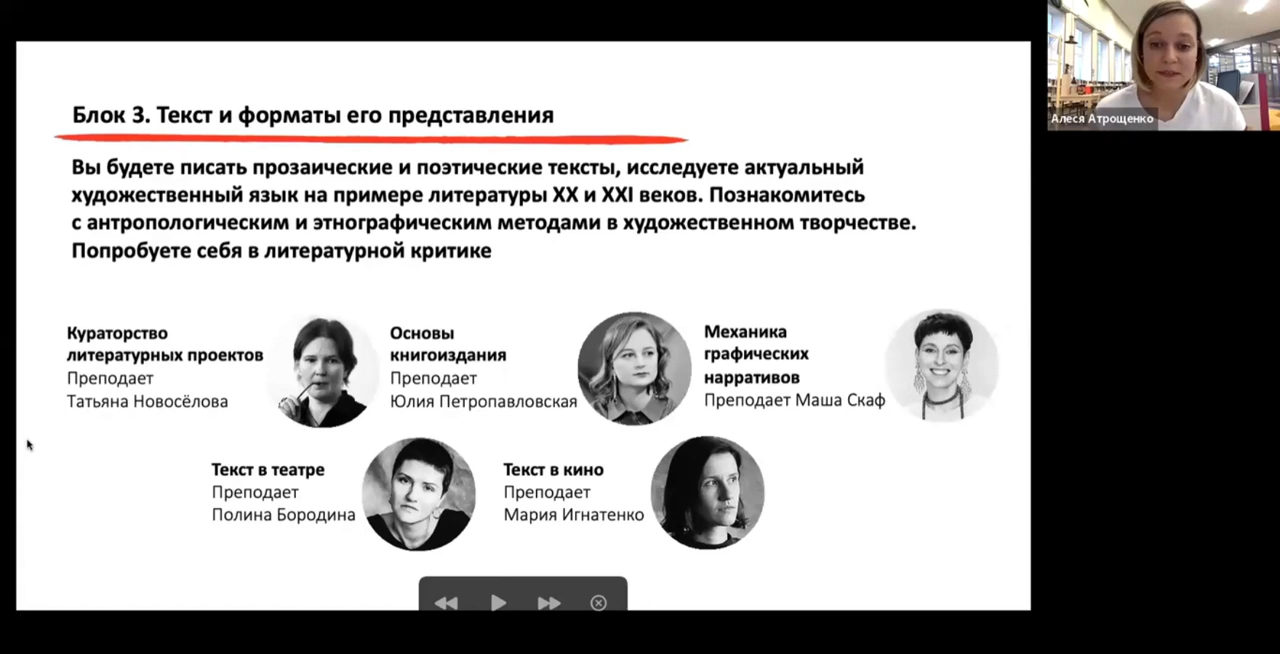 Блок 3. Текст и форматы его представления
Вы будете писать прозаические и поэтические тексты, исследуете актуальный
художественный язык на примере литературы XX и XXI веков. Познакомитесь
с антропологическим и этнографическим методами в художественном творчестве.
Попробуете себя в литературной критике
Кураторство
литературных проектов
Преподает
Татьяна Новосёлова
Основы
книгоиздания
Преподает
Юлия Петропавловская
Механика
графических
нарративов
Преподает Маша Скаф
Текст в театре
Преподает
Полина Бородина
Текст в кино
Преподает
Мария Игнатенко
Алеся Атрощенко